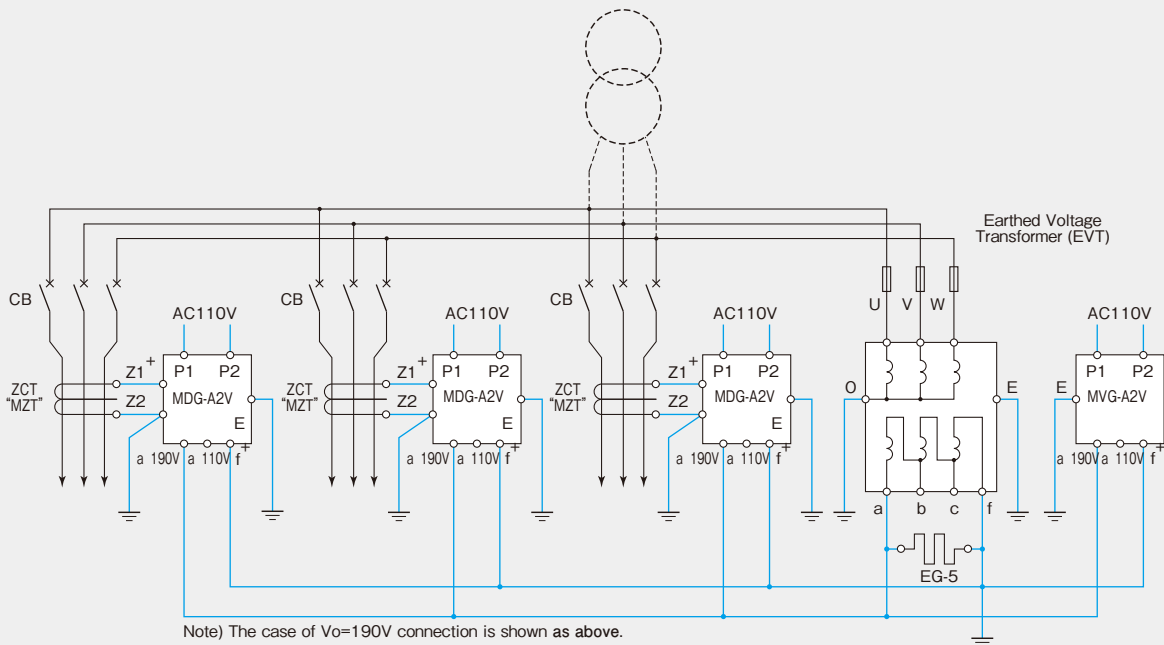 Earthed Voltage
Transformer (EVT)
CB
CB
CB
U V W
AC110V
AC110V
AC110V
AC110V
P1 P2
P1 P2
P1 P2
P1 P2
Z1 +
Z1 +
Z1 +
MDG-A2V
MDG-A2V
MDG-A2V
MVG-A2V
ZCT
"MZT"
ZCT
"MZT"
ZCT
"MZT"
Z2
Z2
Z2
E
E
E
O
E
E
a 190V a 110V f +
a 190V a 110V f +
a 190V a 110V f +
a b c f
a 190V a 110V f +
EG-5
Note) The case of Vo=190V connection is shown as above.